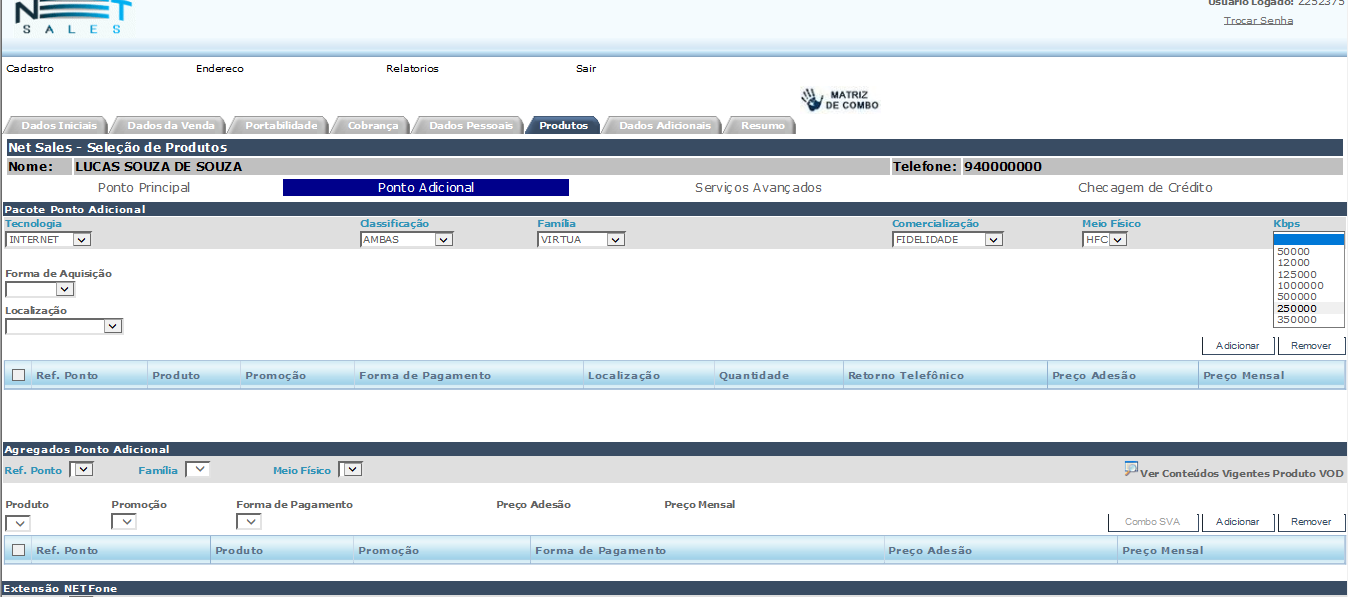 NET
SALES
Usuário Logado: Z252375
Trocar Senha
Cadastro Endereco Relatorios Sair
MATRIZ
DE COMBO
Dados Iniciais Dados da Venda Portabilidade Cobrança Dados Pessoais Produtos Dados Adicionais Resumo
Net Sales - Seleção de Produtos
Nome: LUCAS SOUZA DE SOUZA Telefone: 940000000
Ponto Principal Ponto Adicional Serviços Avançados Checagem de Crédito
Pacote Ponto Adicional
Tecnologia Classificação Família Comercialização Meio Físico Kbps
INTERNET AMBAS VIRTUA FIDELIDADE HFC
50000
12000
125000
1000000
500000
250000
350000
Forma de Aquisição
Localização
Adicionar Remover
Ref. Ponto Produto Promoção Forma de Pagamento Localização Quantidade Retorno Telefônico Preço Adesão Preço Mensal
Agregados Ponto Adicional
Ref. Ponto Família Meio Físico Ver Conteúdos Vigentes Produto VOD
Produto Promoção Forma de Pagamento Preço Adesão Preço Mensal
Combo SVA Adicionar Remover
Ref. Ponto Produto Promoção Forma de Pagamento Preço Adesão Preço Mensal
Extensão NETFone